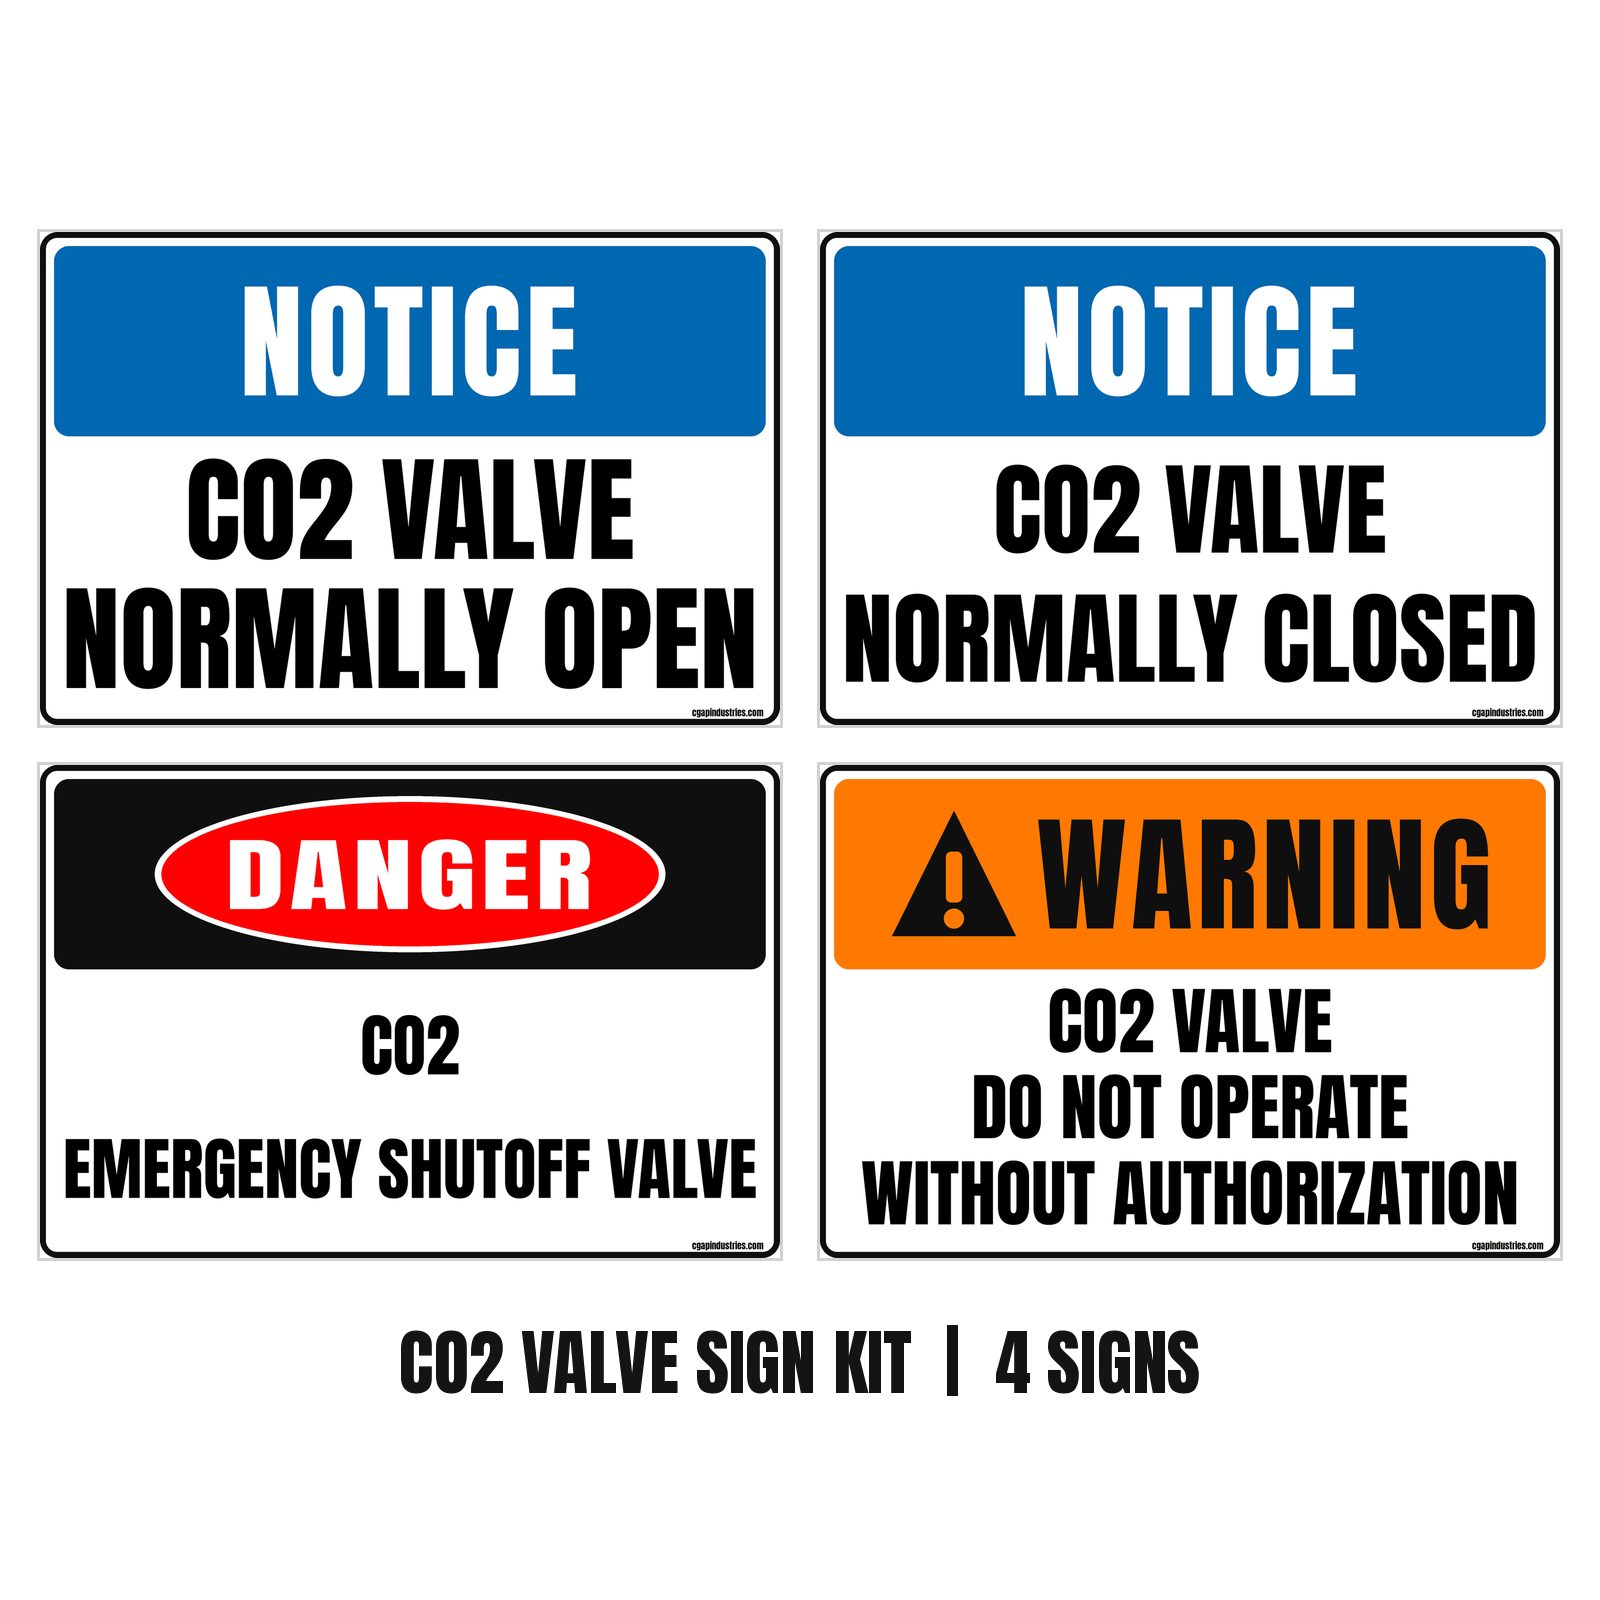 NOTICE
CO2 VALVE
NORMALLY OPEN
cgapindustries.com
NOTICE
CO2 VALVE
NORMALLY CLOSED
cgapindustries.com
DANGER
CO2
EMERGENCY SHUTOFF VALVE
cgapindustries.com
WARNING
CO2 VALVE
DO NOT OPERATE
WITHOUT AUTHORIZATION
cgapindustries.com
CO2 VALVE SIGN KIT | 4 SIGNS